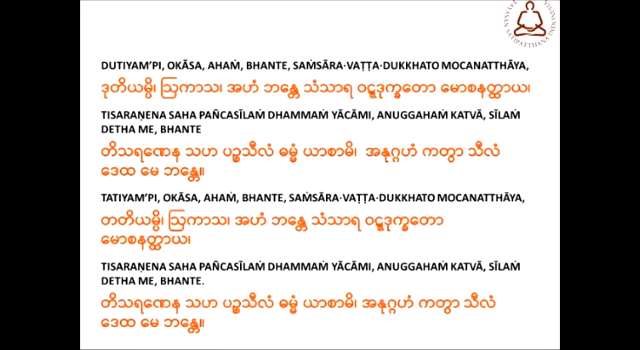 DUTIYAM'PI, OKĀSA, AHAṀ, BHANTE, SAṀSĀRA·VAṬṬA·DUKKHATO MOCANATTHĀYA,
ဒုတိယမ္ပိ၊ ဩကာသ၊ အဟံ ဘန္တေ သံသာရ ဝဋ္ဋဒုက္ခတော မောစနတ္ထာယ၊
TISARAṆENA SAHA PAÑCASĪLAṀ DHAMMAṀ YĀCĀMI, ANUGGAHAṀ KATVĀ, SĪLAṀ
DETHA ME, BHANTE
တိသရဏေန သဟ ပဉ္စသီလံ ဓမ္မံ ယာစာမိ၊ အနုဂ္ဂဟံ ကတွာ သီလံ
ဒေထ မေ ဘန္တေ။
TATIYAM'PI, OKĀSA, AHAṀ, BHANTE, SAṀSĀRA·VAṬṬA·DUKKHATO MOCANATTHĀYA,
တတိယမ္ပိ၊ ဩကာသ၊ အဟံ ဘန္တေ သံသာရ ဝဋ္ဋဒုက္ခတော
မောစနတ္ထာယ၊
TISARAṆENA SAHA PAÑCASĪLAṀ DHAMMAṀ YĀCĀMI, ANUGGAHAṀ KATVĀ, SĪLAṀ
DETHA ME, BHANTE.
တိသရဏေန သဟ ပဉ္စသီလံ ဓမ္မံ ယာစာမိ၊ အနုဂ္ဂဟံ ကတွာ သီလံ
ဒေထ မေ ဘန္တေ။